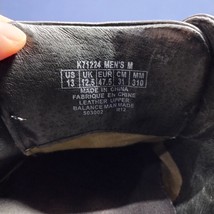 K71224 MEN'S M
US UK EUR CM MM
13 12.5 47.5 31 310
MADE IN CHINA
FABRIQUE EN CHINE
LEATHER UPPER
BALANCE MAN MADE